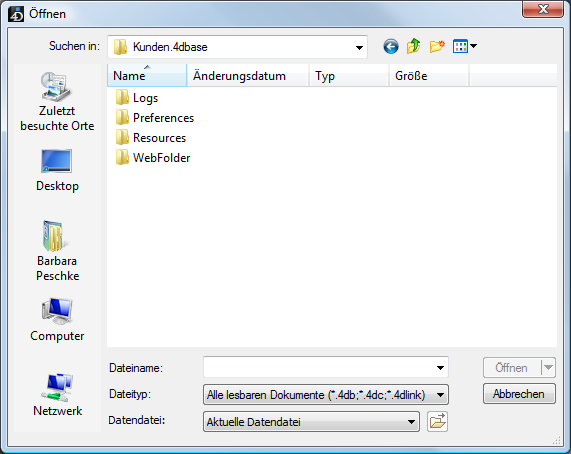 Öffnen
Suchen in: Kunden.4dbase
Name Änderungsdatum Typ Größe
Logs
Preferences
Resources
WebFolder
Zuletzt
besuchte Orte
Desktop
Barbara
Peschke
Computer
Netzwerk
Dateiname: Öffnen
Dateityp: Alle lesbaren Dokumente (*.4db;*.4dc;*.4dlink) Abbrechen
Datendatei: Aktuelle Datendatei